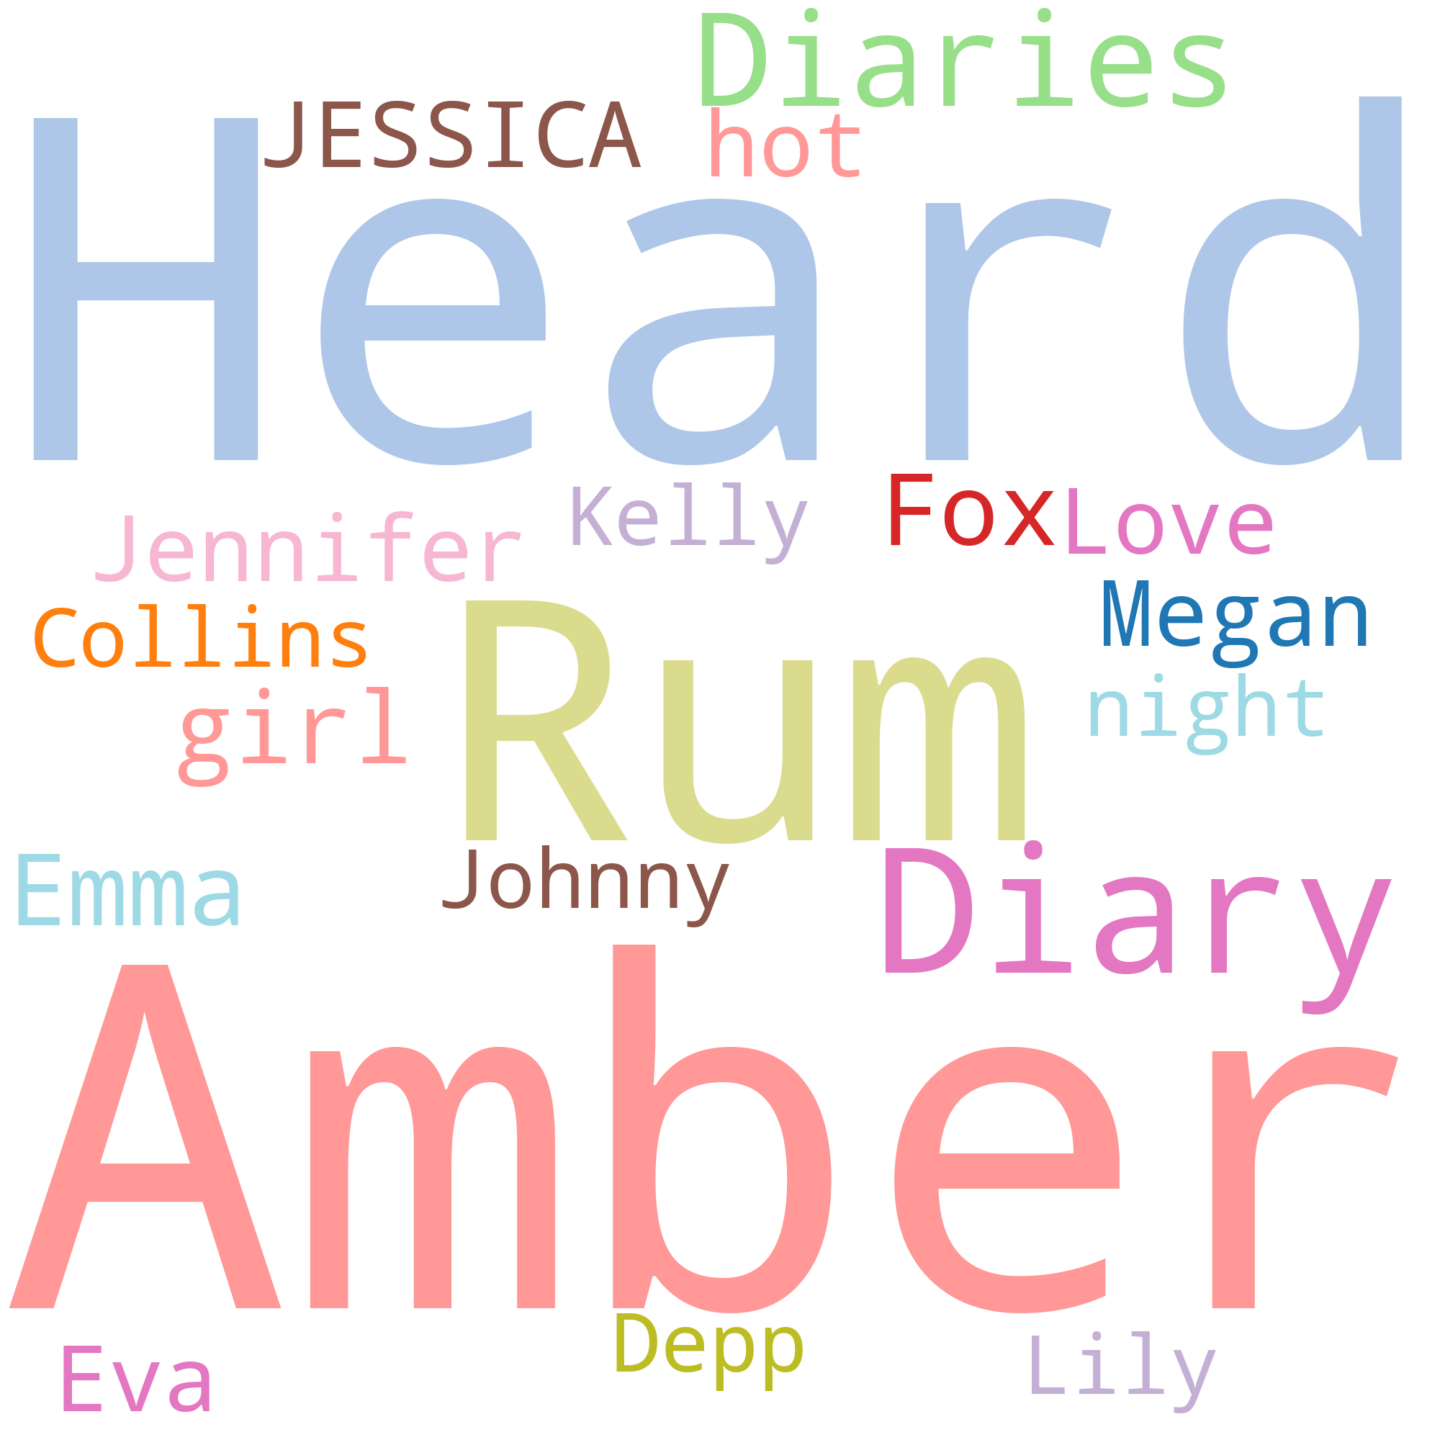 Diaries
JESSICA
hot
Heard
Kelly
Fox
Love
Jennifer
Megan
Collins
Rum
night
girl
Johnny
Diary
Emma
Amber
Depp
Lily
Eva